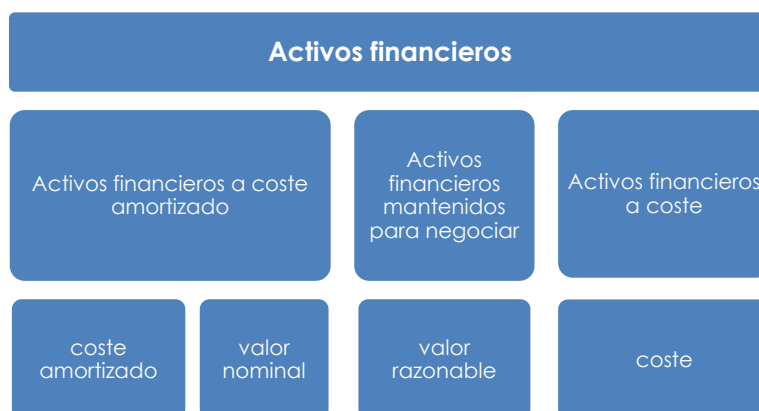 Activos financieros
Activos financieros a coste
amortizado
Activos
financieros
mantenidos
para negociar
Activos financieros
a coste
coste
amortizado
valor
nominal
valor
razonable
coste